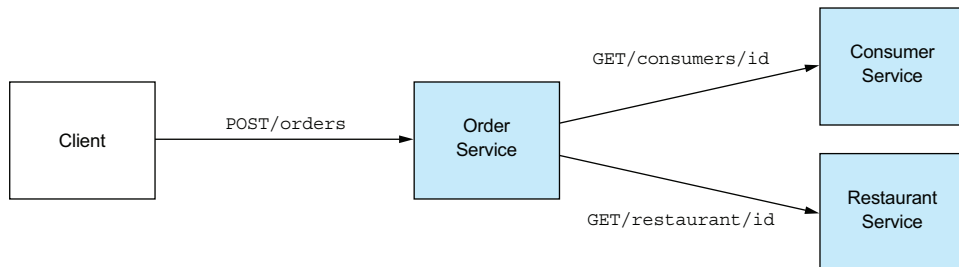 Client
POST/orders
Order
Service
GET/consumers/id
Consumer
Service
GET/restaurant/id
Restaurant
Service